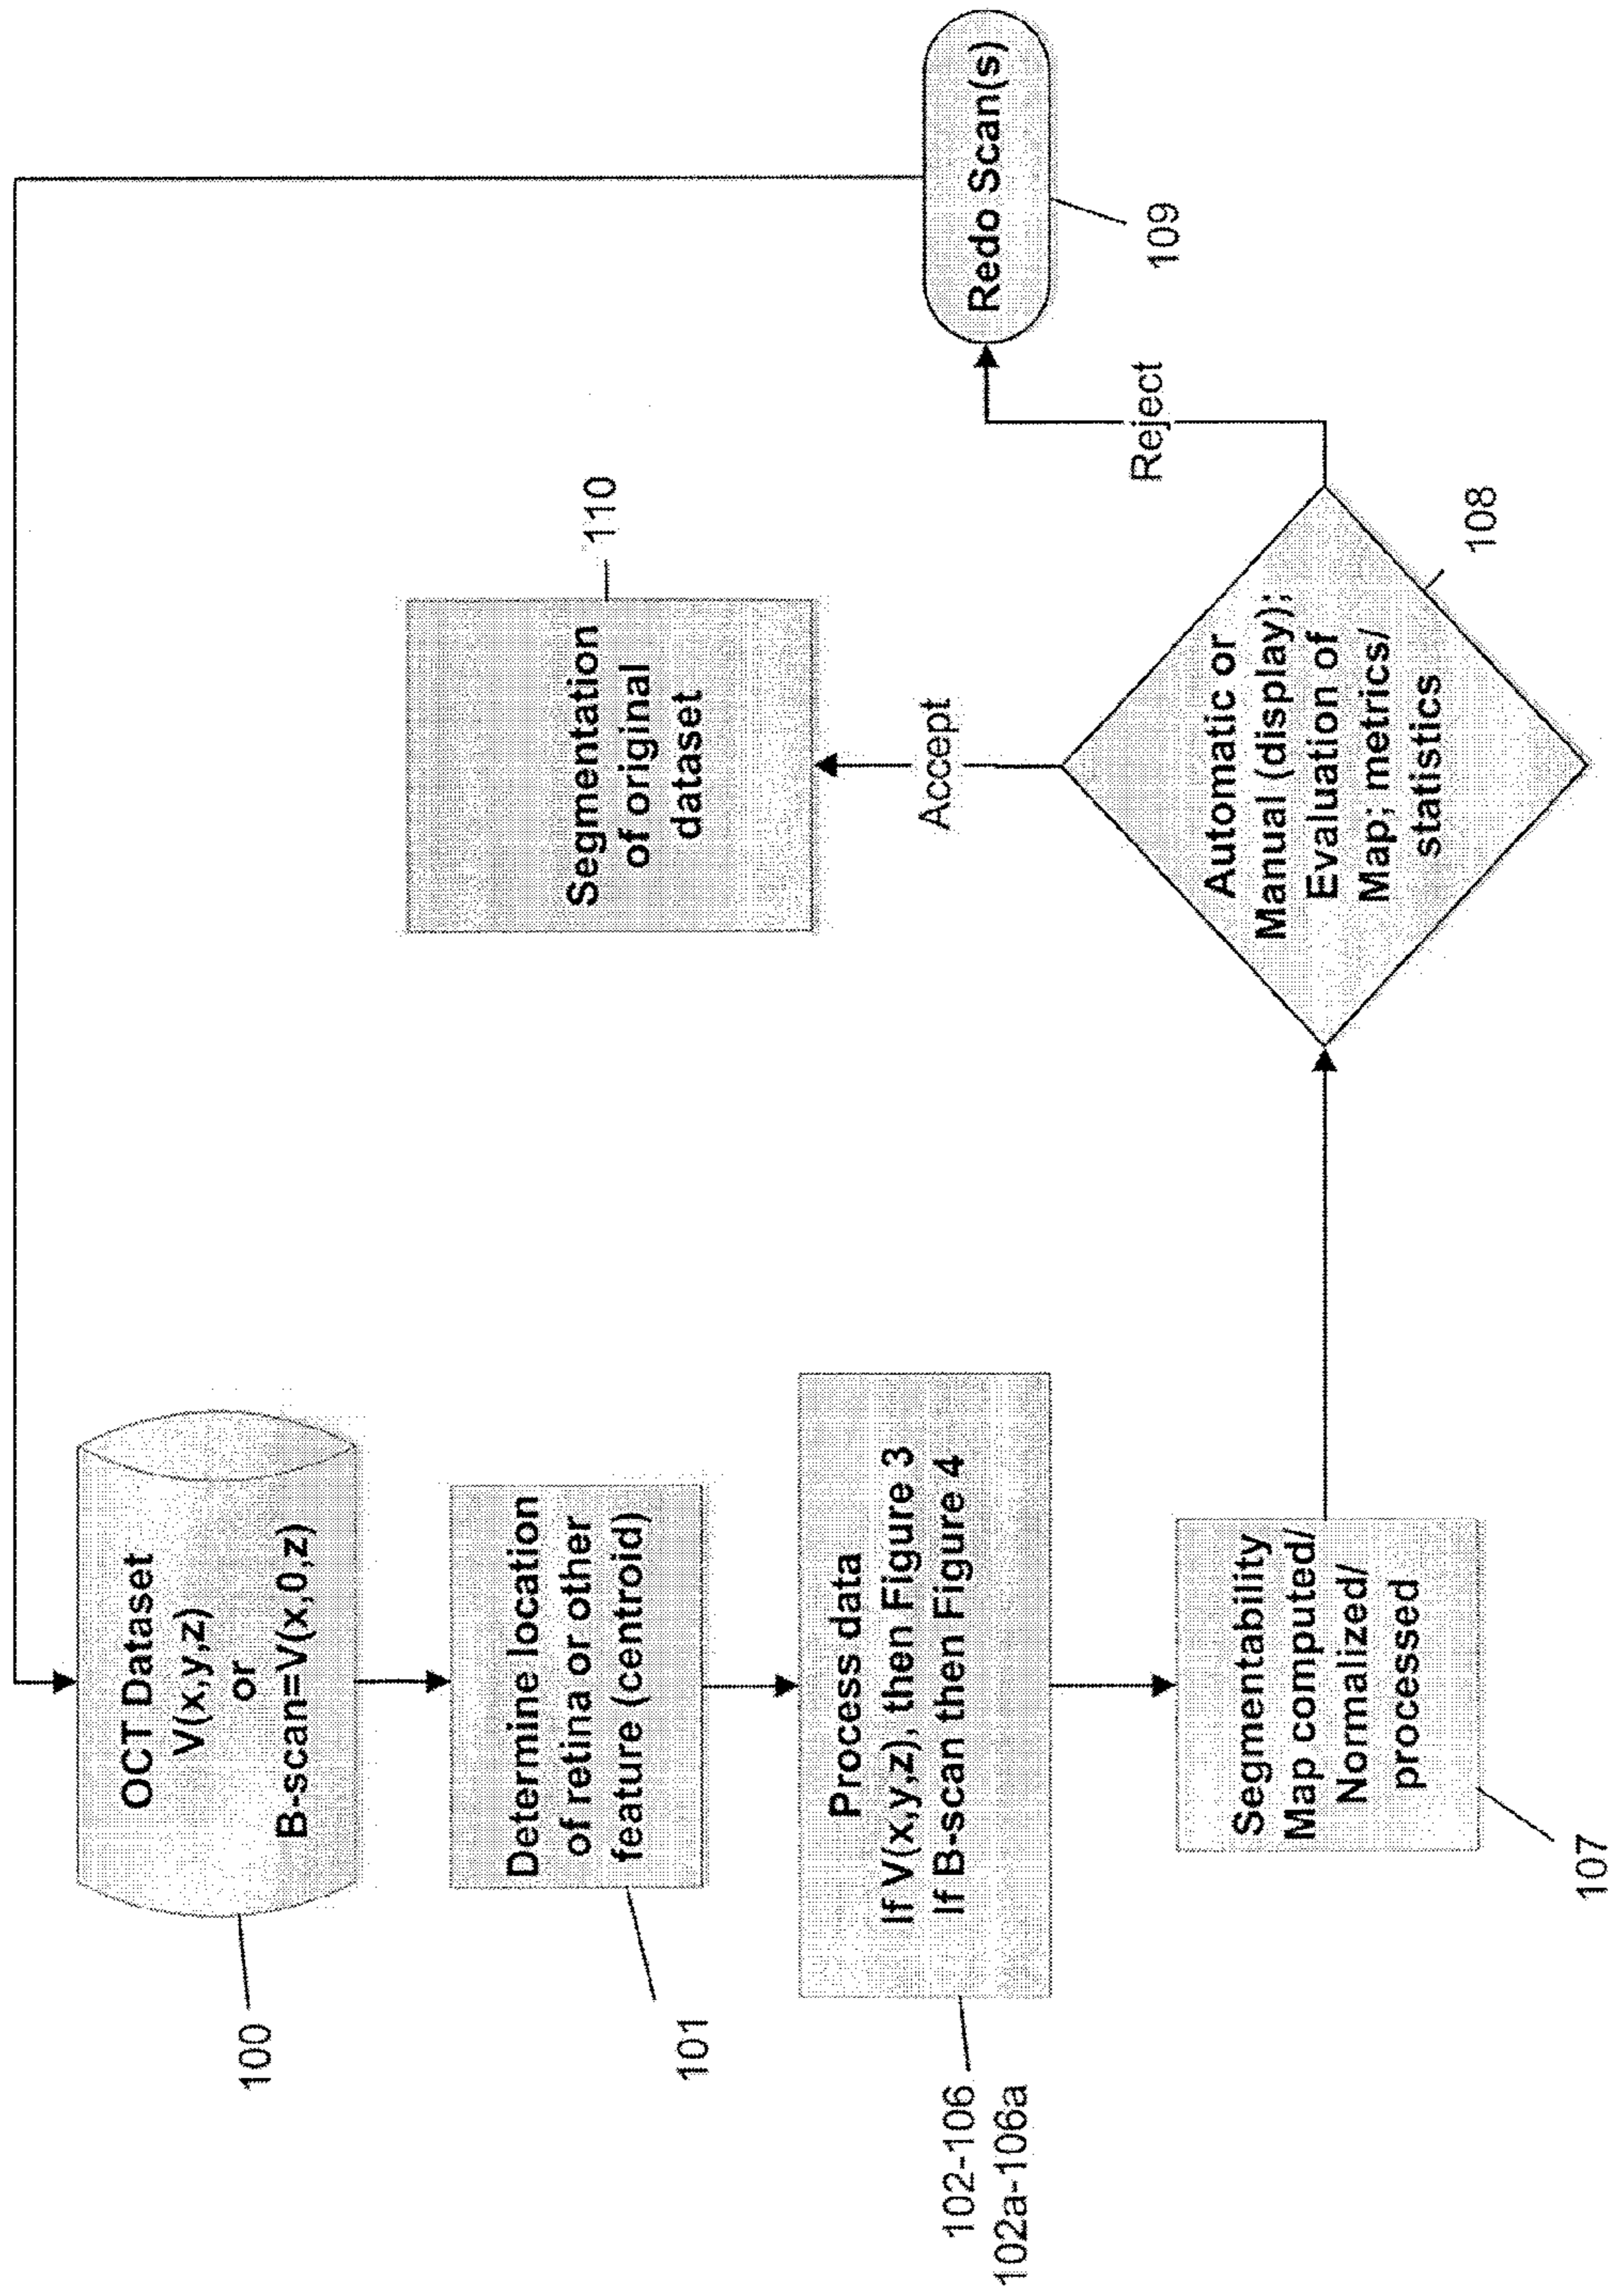 OCT Dataset
V(x,y,z)
or
B-scan=V(x,0,z)
100
Determine location
of retina or other
feature (centroid)
101
Process data
If V(x,y,z), then Figure 3
If B-scan then Figure 4
102-106
102a-106a
Segmentability
Map computed/
Normalized/
processed
107
Automatic or
Manual (display);
Evaluation of
Map; metrics/
statistics
108
Accept
Segmentation
of original
dataset
110
Reject
Redo Scan(s)
109